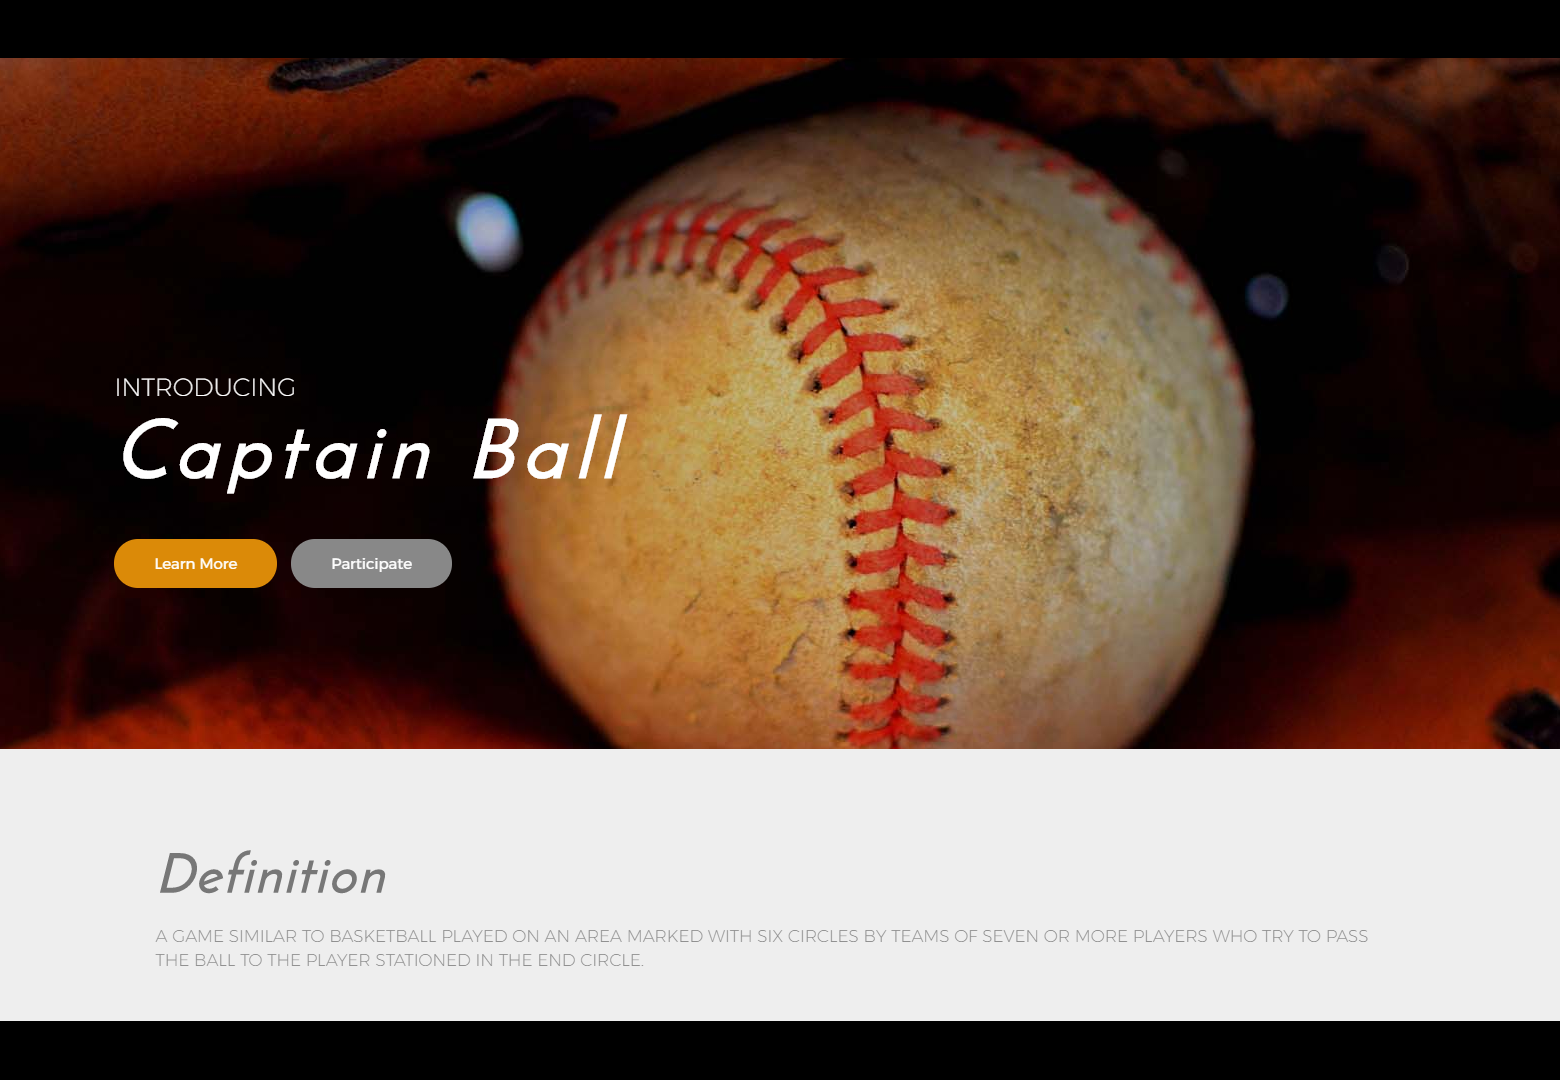 INTRODUCING
Captain Ball
Learn More
Participate
Definition
A GAME SIMILAR TO BASKETBALL PLAYED ON AN AREA MARKED WITH SIX CIRCLES BY TEAMS OF SEVEN OR MORE PLAYERS WHO TRY TO PASS
THE BALL TO THE PLAYER STATIONED IN THE END CIRCLE.